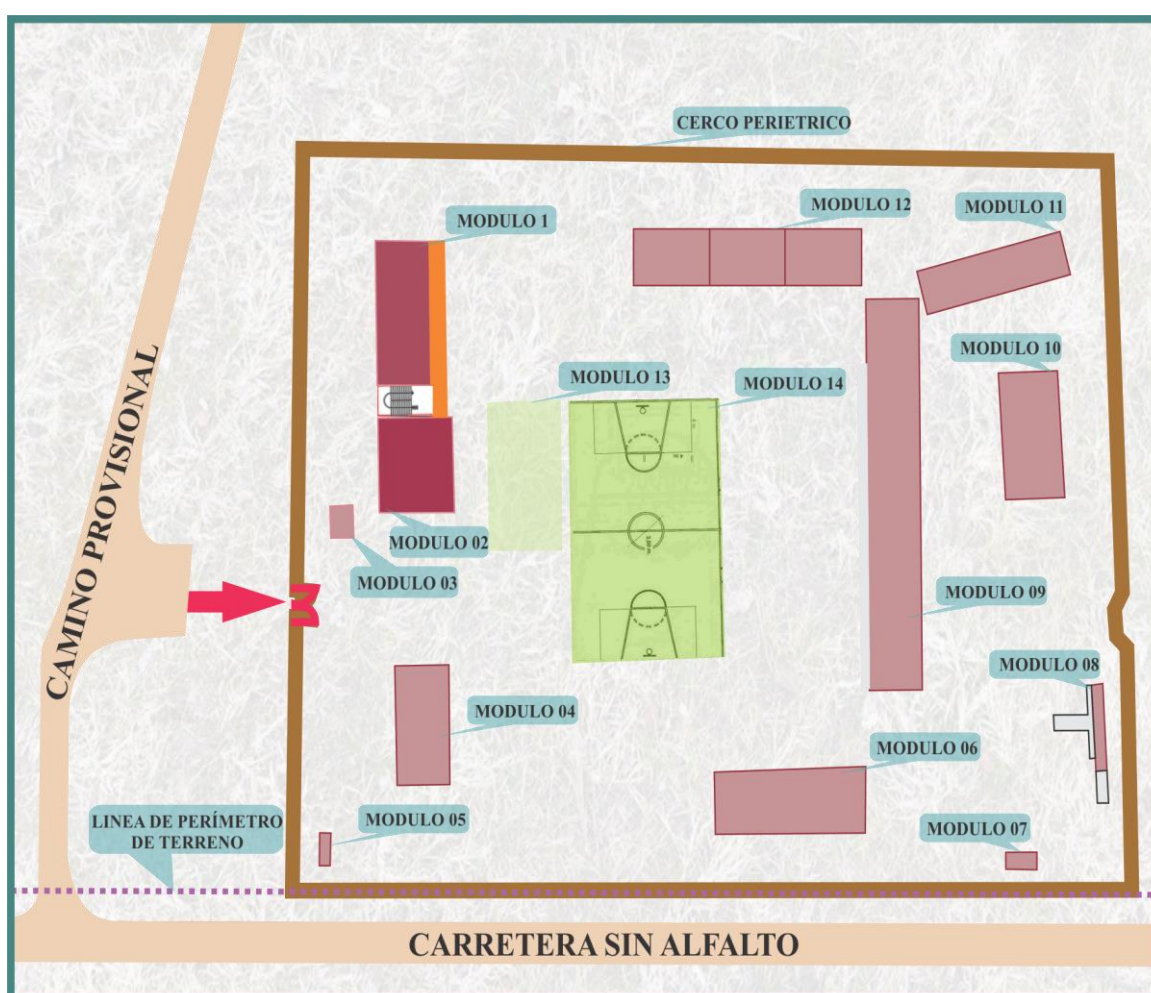 CERCO PERIETRICO
MODULO 12
MODULO 11
MODULO 1
MODULO 10
MODULO 13
MODULO 14
MODULO 02
MODULO 03
CAMINO PROVISIONAL
MODULO 09
MODULO 08
MODULO 04
MODULO 06
MODULO 05
LINEA DE PERÍMETRO
DE TERRENO
MODULO 07
CARRETERA SIN ALFALTO